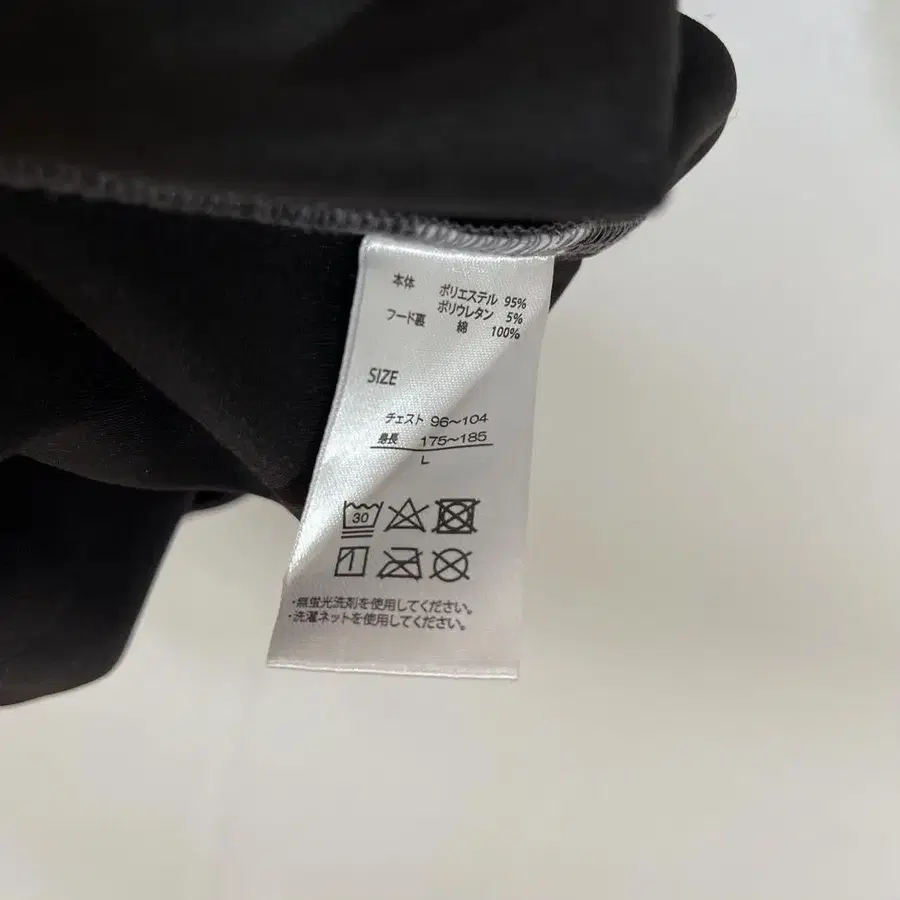 本体 ポリエステル 95%
ポリウレタン 5%
フード裏 綿 100%
SIZE
チェスト 96~104
身長 175~185
L
30
・無蛍光洗剤を使用してください。
・洗濯ネットを使用してください。